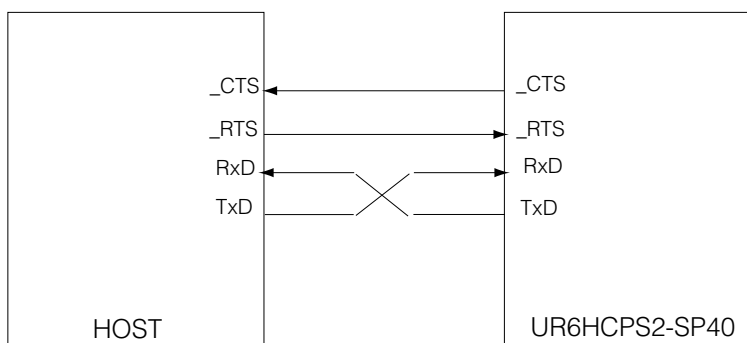 _CTS _CTS
_RTS _RTS
RxD RxD
TxD TxD
HOST UR6HCPS2-SP40